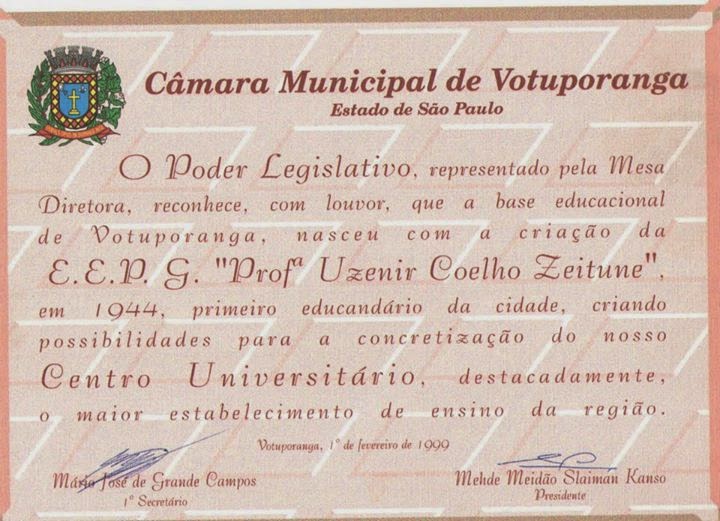 Câmara Municipal de Votuporanga
Estado de São Paulo
O Poder Legislativo, representado pela Mesa
Diretora, reconhece, com louvor, que a base educacional
de Votuporanga, nasceu com a criação da
E.E.P.G. "Profª Uzenir Coelho Zeitune",
em 1944, primeiro educandário da cidade, criando
possibilidades para a concretização do nosso
Centro Universitário, destacadamente,
o maior estabelecimento de ensino da região.
Votuporanga, 1º de fevereiro de 1999
Mário José de Grande Campos
1º Secretário
Mehde Meidão Slaiman Kanso
Presidente